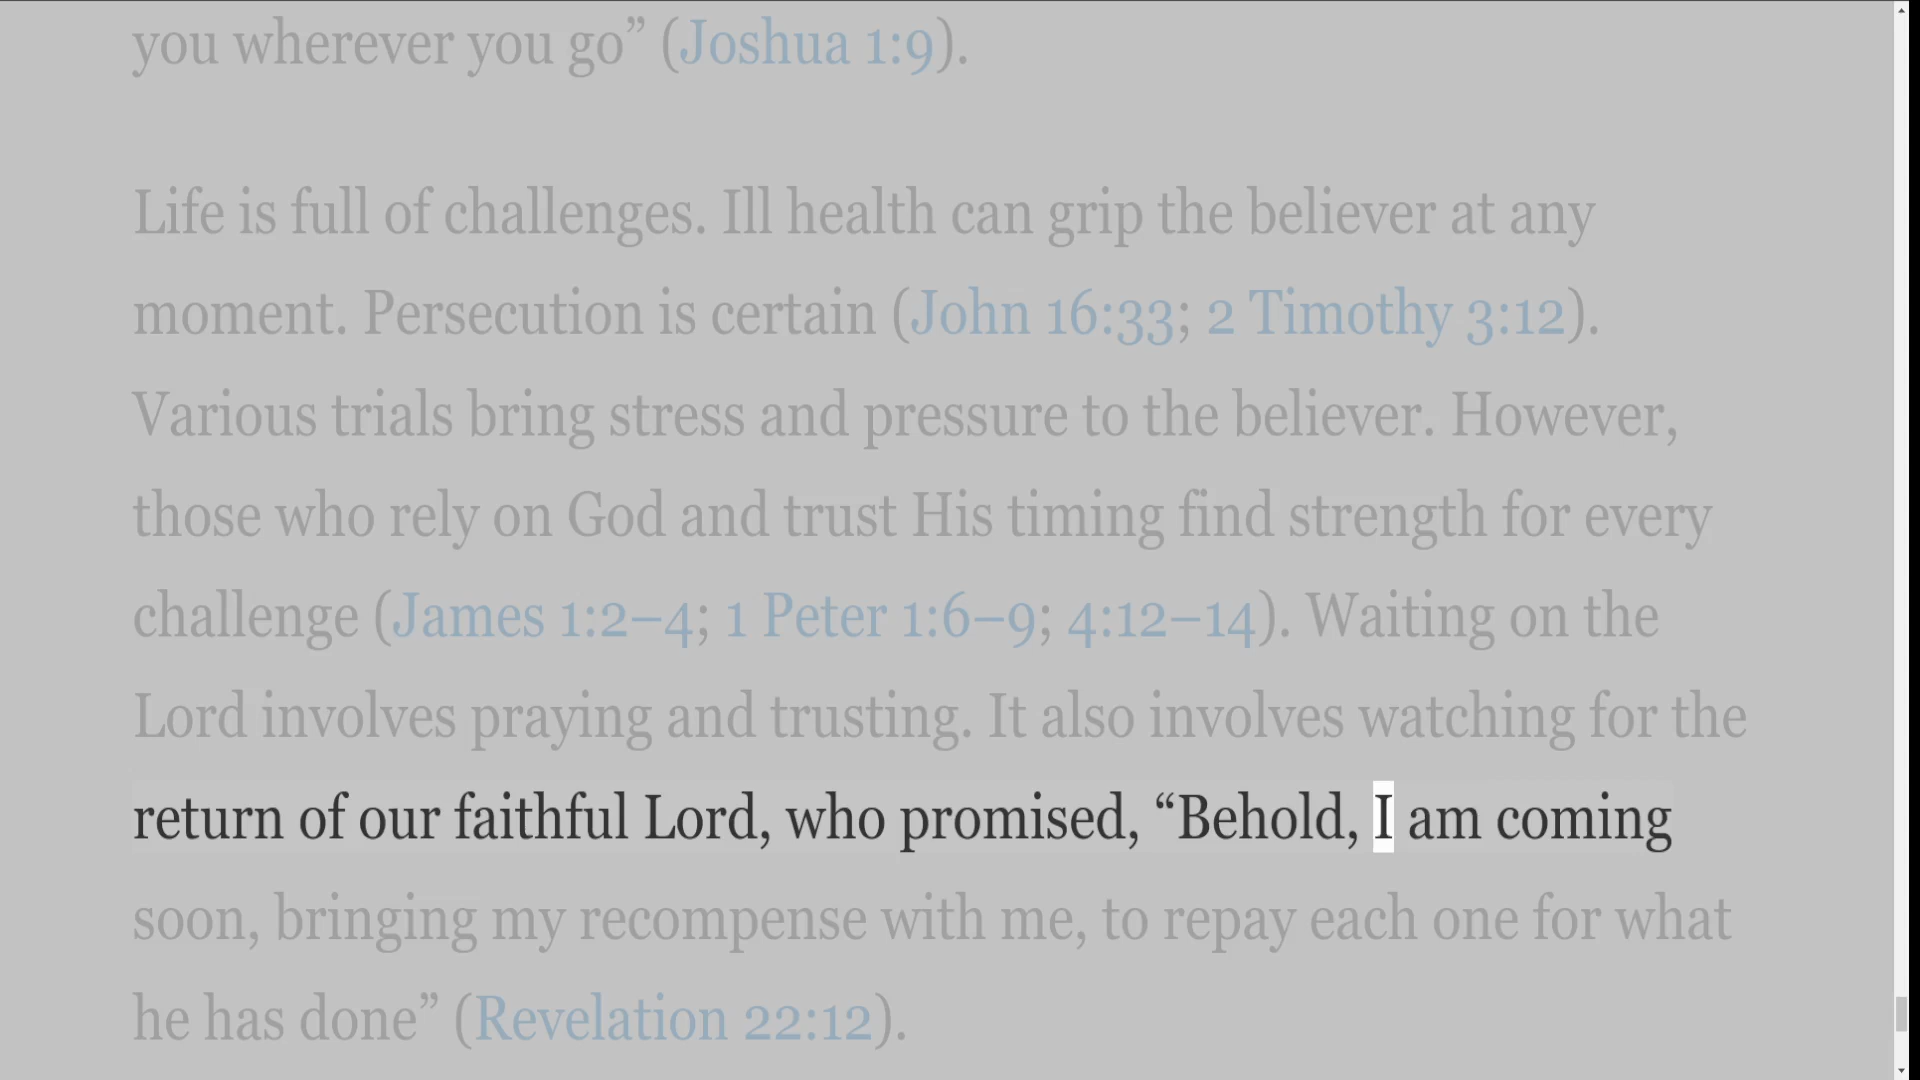 you wherever you go” (Joshua 1:9).
Life is full of challenges. Ill health can grip the believer at any
moment. Persecution is certain (John 16:33; 2 Timothy 3:12).
Various trials bring stress and pressure to the believer. However,
those who rely on God and trust His timing find strength for every
challenge (James 1:2–4; 1 Peter 1:6–9; 4:12–14). Waiting on the
Lord involves praying and trusting. It also involves watching for the
return of our faithful Lord, who promised, “Behold, I am coming
soon, bringing my recompense with me, to repay each one for what
he has done” (Revelation 22:12).